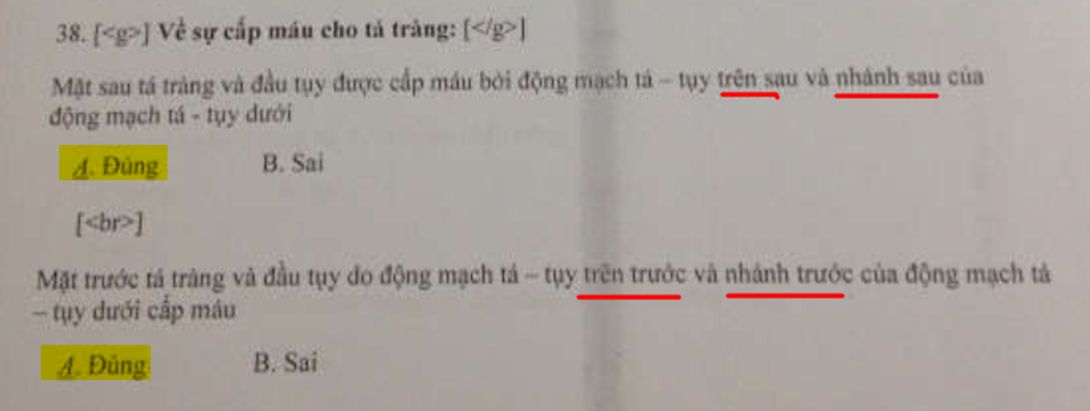 38. [<g>] Về sự cấp máu cho tá tràng: [</g>]
Mặt sau tá tràng và đầu tụy được cấp máu bởi động mạch tá – tụy trên sau và nhánh sau của
động mạch tá - tụy dưới
A. Đúng B. Sai
[<br>]
Mặt trước tá tràng và đầu tụy do động mạch tá – tụy trên trước và nhánh trước của động mạch tá
– tụy dưới cấp máu
A. Đúng B. Sai